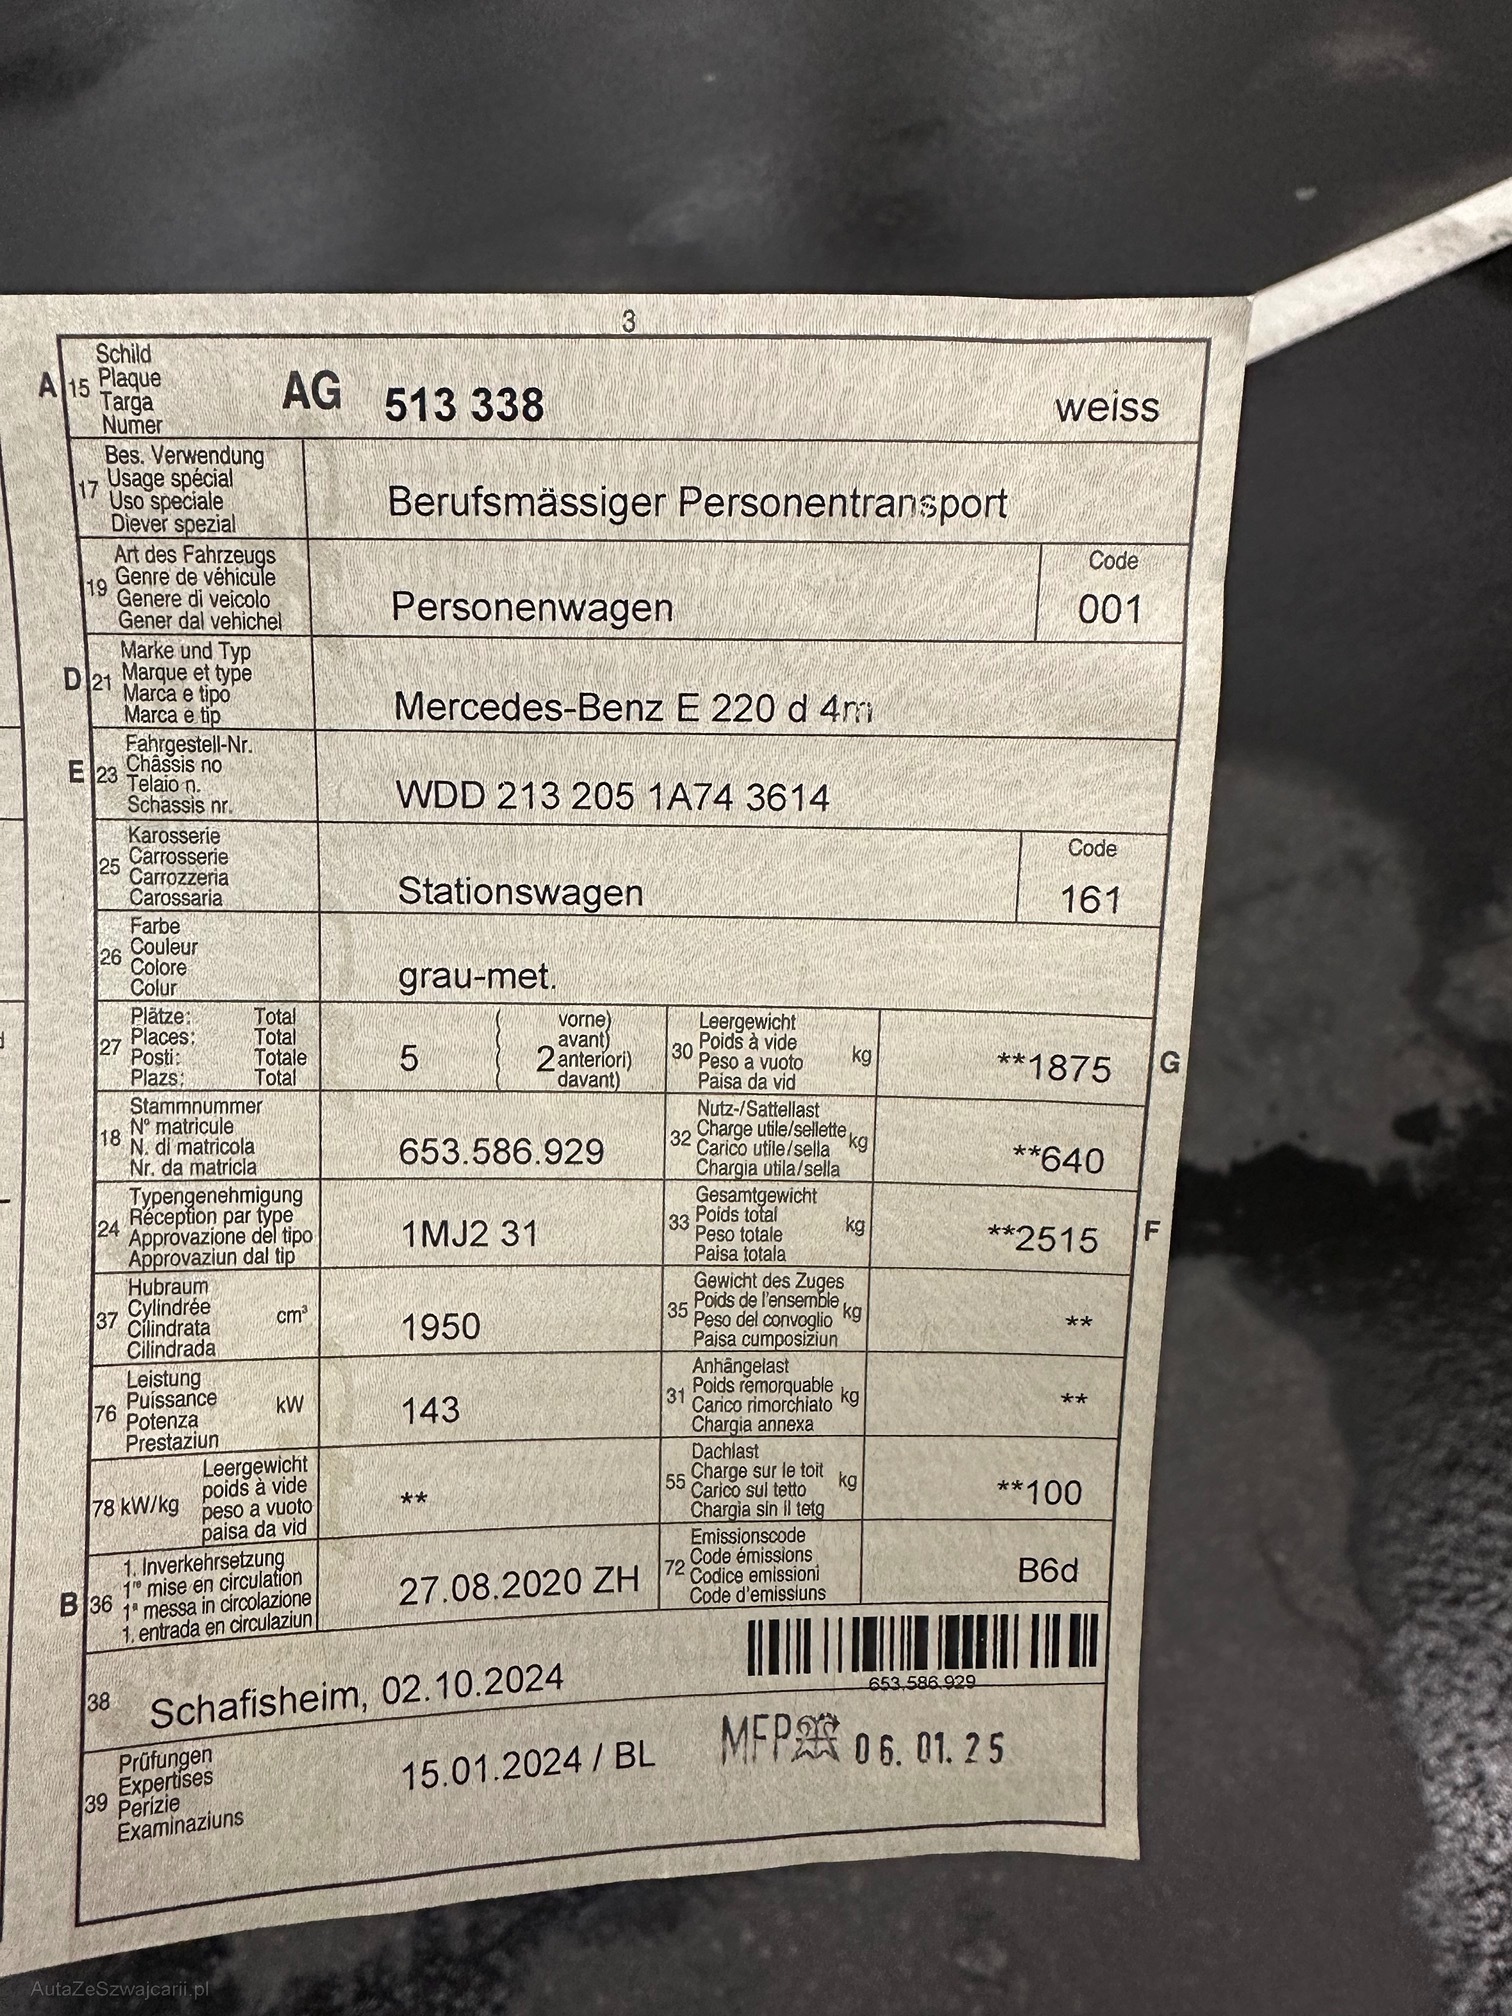 3
A 15 Schild
Plaque
Targa
Numer
AG 513 338 weiss
17 Bes. Verwendung
Usage spécial
Uso speciale
Diever spezial
Berufsmässiger Personentransport
19 Art des Fahrzeugs
Genre de véhicule
Genere di veicolo
Gener dal vehichel
Personenwagen
Code
001
D 21 Marke und Typ
Marque et type
Marca e tipo
Marca e tip
Mercedes-Benz E 220 d 4m
E 23 Fahrgestell-Nr.
Châssis no
Telaio n.
Schassis nr.
WDD 213 205 1A74 3614
25 Karosserie
Carrosserie
Carrozzeria
Carossaria
Stationswagen
Code
161
26 Farbe
Couleur
Colore
Colur
grau-met.
27 Plätze: Total
Places: Total
Posti: Totale
Plazs: Total
5 ( 2 vorne)
avant)
anteriori)
davant)
30 Leergewicht
Poids à vide
Peso a vuoto
Paisa da vid
kg
**1875 G
18 Stammnummer
N° matricule
N. di matricola
Nr. da matricla
653.586.929
32 Nutz-/Sattellast
Charge utile/sellette
Carico utile/sella
Chargia utila/sella
kg
**640
24 Typengenehmigung
Réception par type
Approvazione del tipo
Approvaziun dal tip
1MJ2 31
33 Gesamtgewicht
Poids total
Peso totale
Paisa totala
kg
**2515 F
37 Hubraum
Cylindrée
Cilindrata
Cilindrada
cm³
1950
35 Gewicht des Zuges
Poids de l'ensemble
Peso del convoglio
Paisa cumposiziun
kg
**
76 Leistung
Puissance
Potenza
Prestaziun
kW
143
31 Anhängelast
Poids remorquable
Carico rimorchiato
Chargia annexa
kg
**
78 kW/kg Leergewicht
poids à vide
peso a vuoto
paisa da vid
**
55 Dachlast
Charge sur le toit
Carico sul tetto
Chargia sin il tetg
kg
**100
B 36 1. Inverkehrsetzung
1re mise en circulation
1a messa in circolazione
1. entrada en circulaziun
27.08.2020 ZH
72 Emissionscode
Code émissions
Codice emissioni
Code d'emissiuns
B6d
653.586.929
38 Schafisheim, 02.10.2024
39 Prüfungen
Expertises
Perizie
Examinaziuns
15.01.2024 / BL
MFP 06. 01. 25
AutaZeSzwajcarii.pl